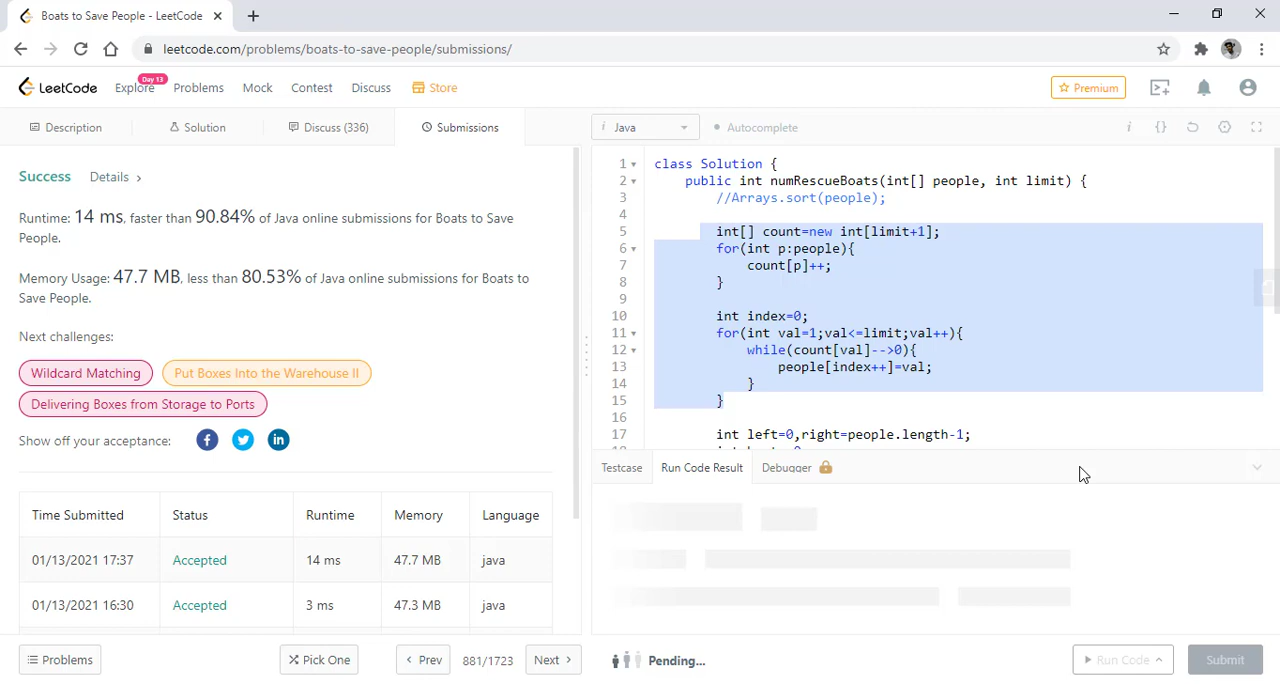 Boats to Save People - LeetCode
leetcode.com/problems/boats-to-save-people/submissions/
LeetCode
Explore
Day 13
Problems
Mock
Contest
Discuss
Store
Premium
Description
Solution
Discuss (336)
Submissions
i Java
Autocomplete
Success
Details
Runtime: 14 ms, faster than 90.84% of Java online submissions for Boats to Save
People.
Memory Usage: 47.7 MB, less than 80.53% of Java online submissions for Boats to
Save People.
Next challenges:
Wildcard Matching
Put Boxes Into the Warehouse II
Delivering Boxes from Storage to Ports
Show off your acceptance:
Time Submitted Status Runtime Memory Language
01/13/2021 17:37 Accepted 14 ms 47.7 MB java
01/13/2021 16:30 Accepted 3 ms 47.3 MB java
1 class Solution {
2 public int numRescueBoats(int[] people, int limit) {
3 //Arrays.sort(people);
4
5 int[] count=new int[limit+1];
6 for(int p:people){
7 count[p]++;
8 }
9
10 int index=0;
11 for(int val=1;val<=limit;val++){
12 while(count[val]-->0){
13 people[index++]=val;
14 }
15 }
16
17 int left=0,right=people.length-1;
Testcase
Run Code Result
Debugger
Problems
Pick One
Prev
881/1723
Next
Pending...
Run Code
Submit